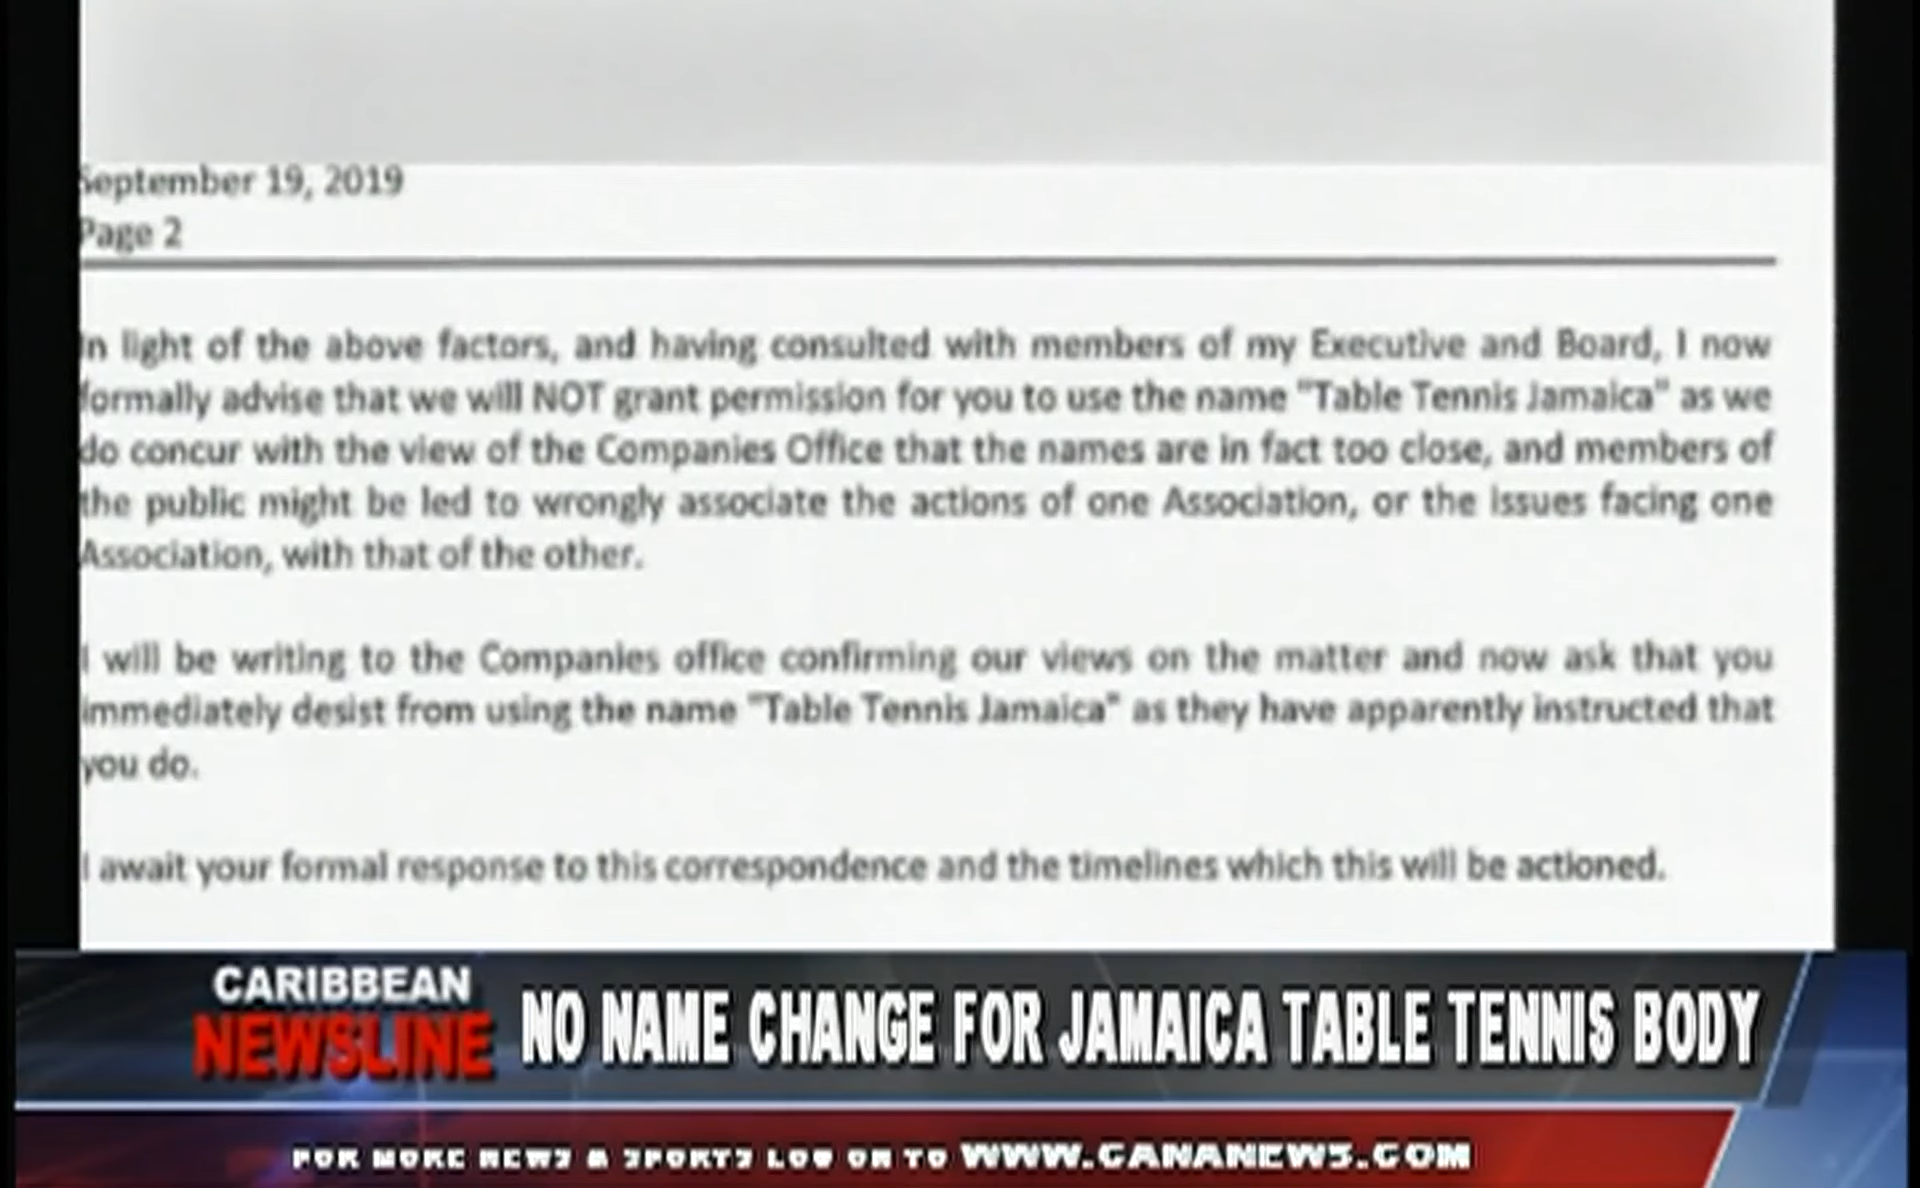 September 19, 2019
Page 2
In light of the above factors, and having consulted with members of my Executive and Board, I now
formally advise that we will NOT grant permission for you to use the name "Table Tennis Jamaica" as we
do concur with the view of the Companies Office that the names are in fact too close, and members of
the public might be led to wrongly associate the actions of one Association, or the issues facing one
Association, with that of the other.
I will be writing to the Companies office confirming our views on the matter and now ask that you
immediately desist from using the name "Table Tennis Jamaica" as they have apparently instructed that
you do.
I await your formal response to this correspondence and the timelines which this will be actioned.
CARIBBEAN
NEWSLINE
NO NAME CHANGE FOR JAMAICA TABLE TENNIS BODY
FOR MORE NEWS & SPORTS LOG ON TO WWW.CANANEWS.COM